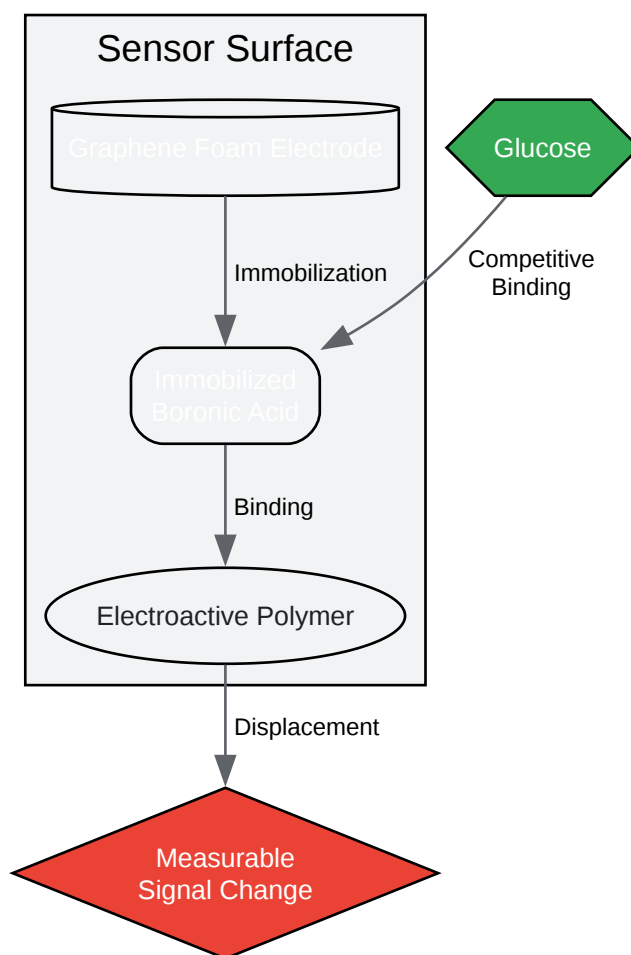 Sensor Surface
Graphene Foam Electrode
Glucose
Immobilization
Competitive
Binding
Immobilized
Boronic Acid
Binding
Electroactive Polymer
Displacement
Measurable
Signal Change